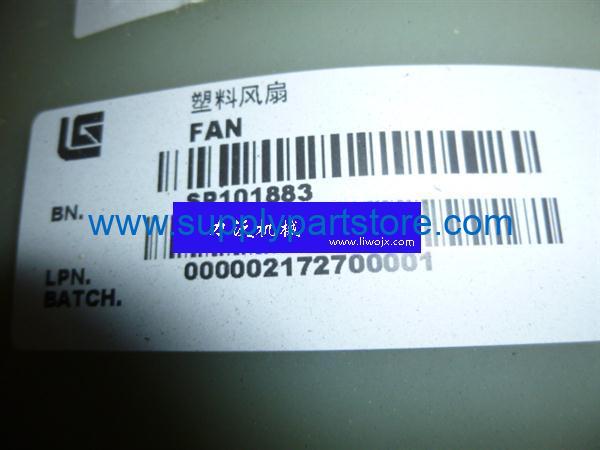 塑料风扇
FAN
BN. SP101883
www.supplypartstore.com
力沃机械
www.liwojx.com
LPN. 000002172700001
BATCH.